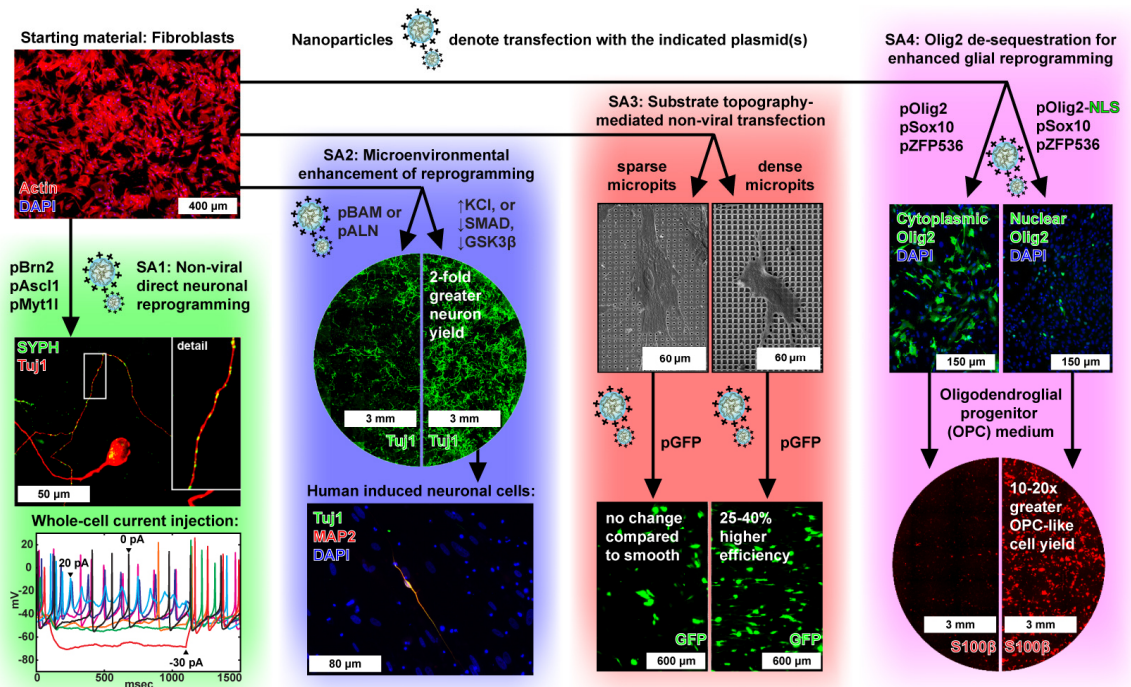 Starting material: Fibroblasts
Actin
DAPI
400 µm
Nanoparticles denote transfection with the indicated plasmid(s)
pBrn2
pAscl1
pMyt1l
SA1: Non-viral
direct neuronal
reprogramming
SYPH
Tuj1
detail
50 µm
Whole-cell current injection:
0 pA
20 pA
-30 pA
mV
20
0
-20
-40
-60
-80
0
500
1000
1500
msec
SA2: Microenvironmental
enhancement of reprogramming
pBAM or
pALN
↑KCl, or
↓SMAD,
↓GSK3β
2-fold
greater
neuron
yield
3 mm
3 mm
Tuj1
Tuj1
Human induced neuronal cells:
Tuj1
MAP2
DAPI
80 µm
SA3: Substrate topography-
mediated non-viral transfection
sparse
micropits
dense
micropits
60 µm
60 µm
pGFP
pGFP
no change
compared
to smooth
GFP
600 µm
25-40%
higher
efficiency
GFP
600 µm
SA4: Olig2 de-sequestration for
enhanced glial reprogramming
pOlig2
pSox10
pZFP536
pOlig2-NLS
pSox10
pZFP536
Cytoplasmic
Olig2
DAPI
150 µm
Nuclear
Olig2
DAPI
150 µm
Oligodendroglial
progenitor
(OPC) medium
10-20x
greater
OPC-like
cell yield
3 mm
3 mm
S100β
S100β